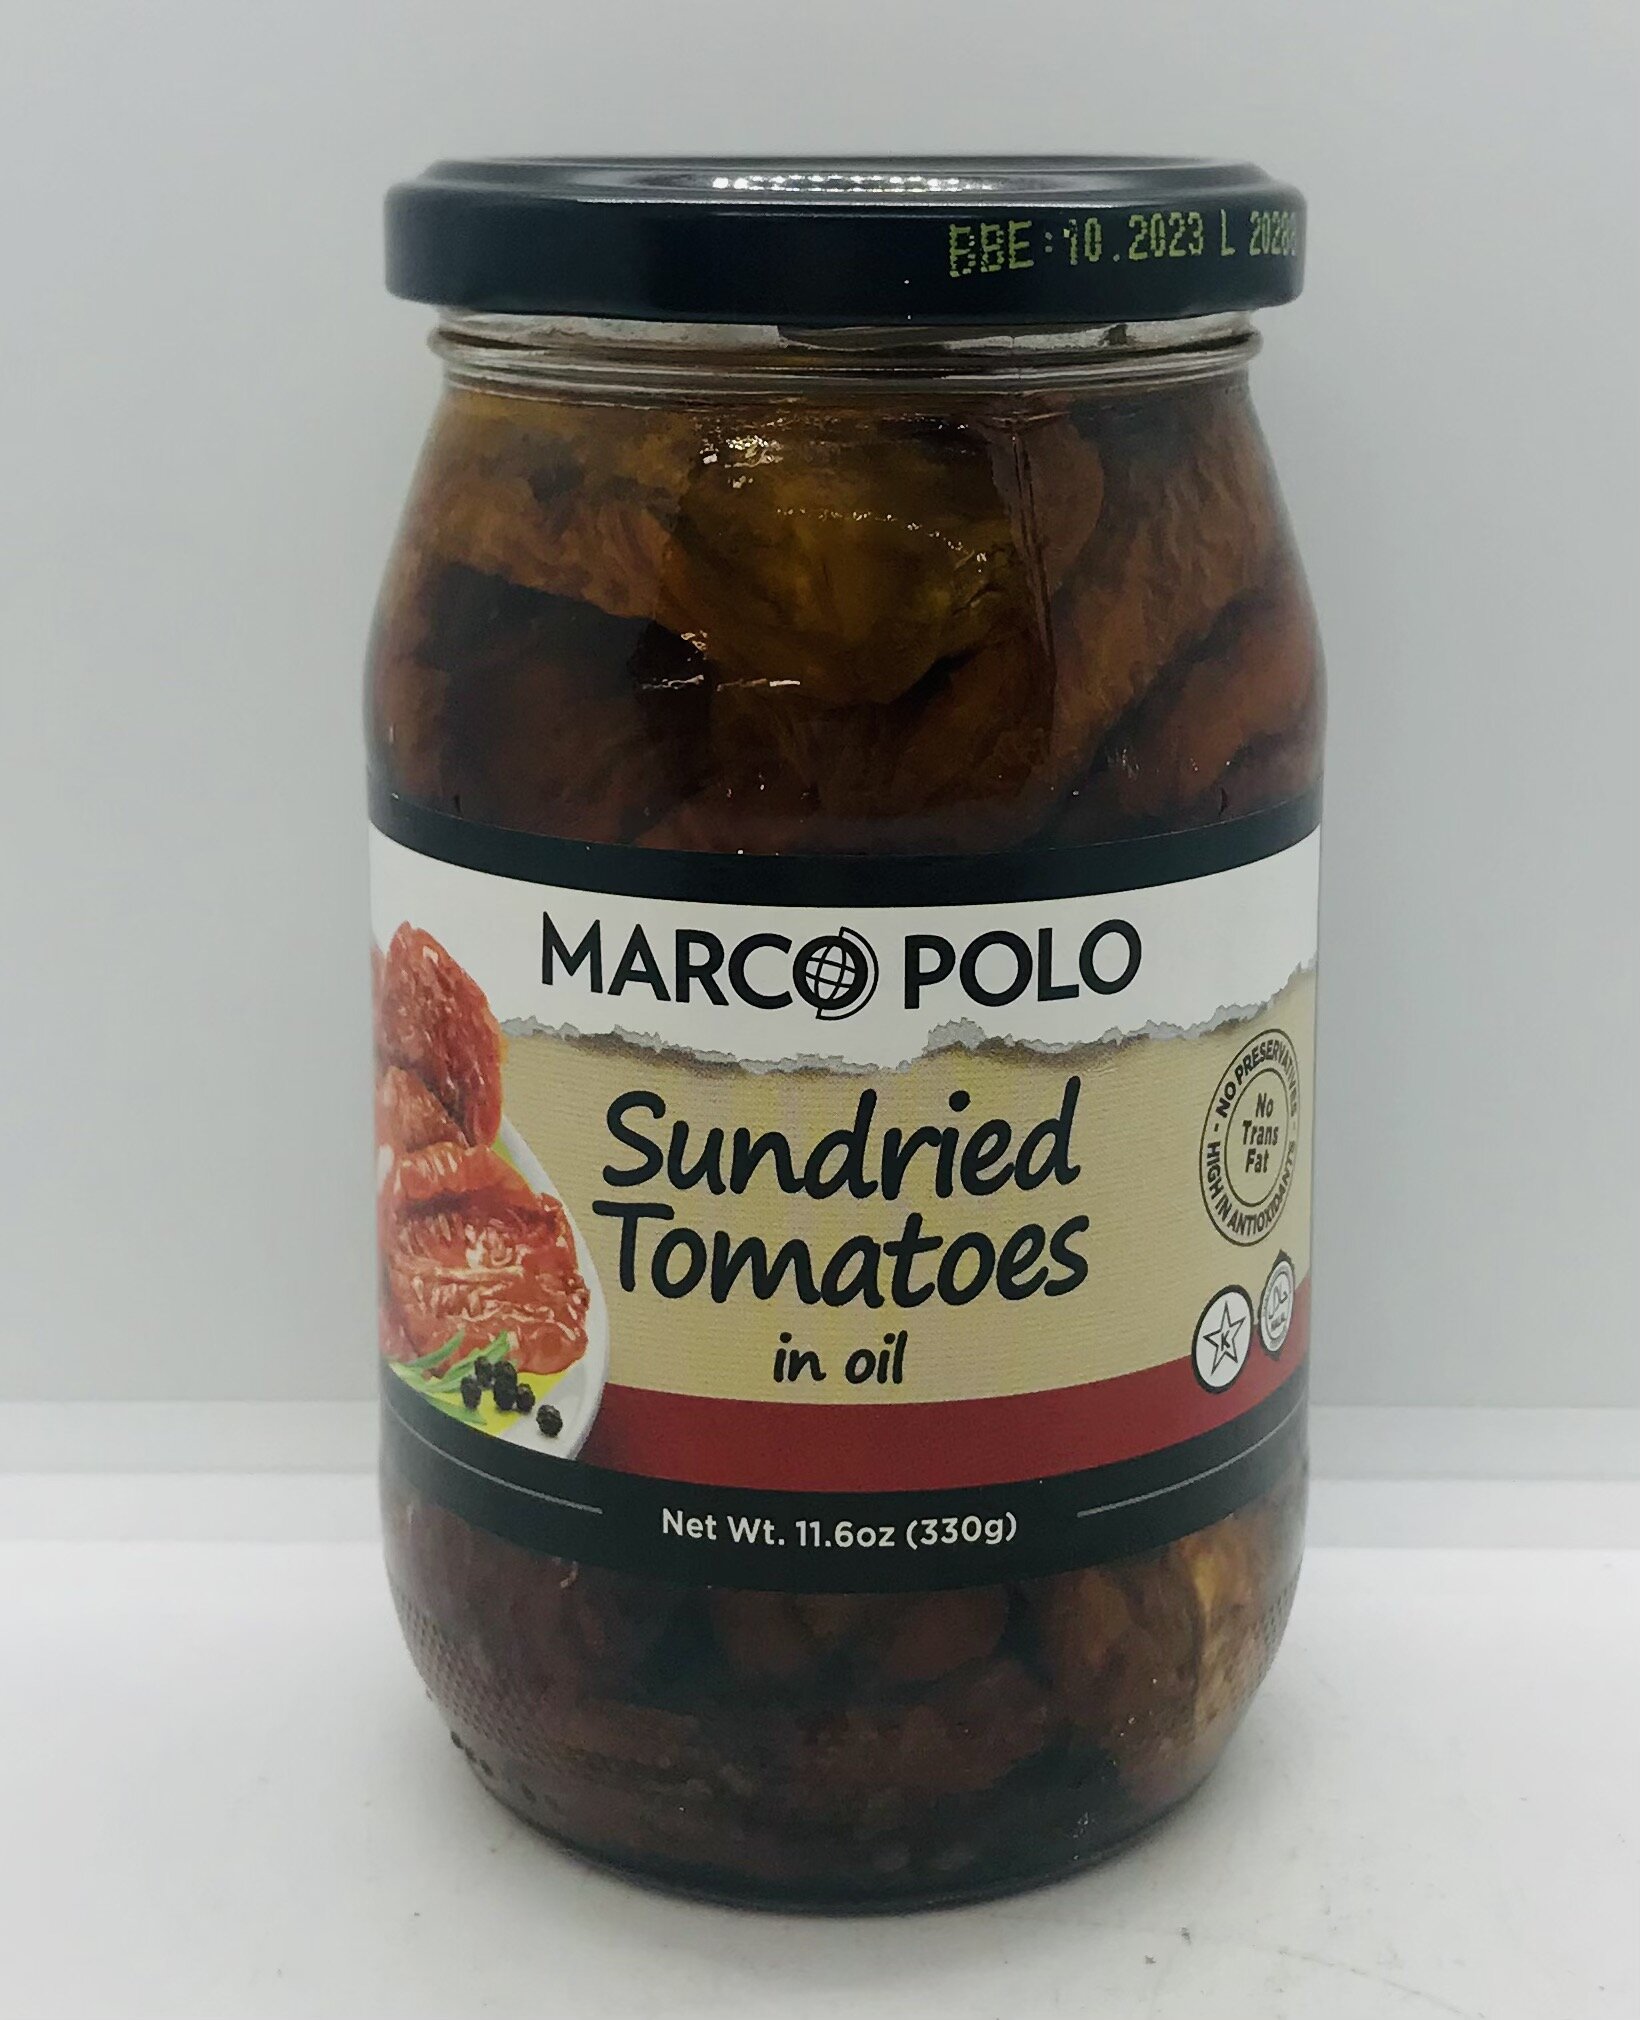 BBE:10.2023 L 2028
MARCO POLO
Sundried
Tomatoes
in oil
- NO PRESERVATIVES -
HIGH IN ANTIOXIDANTS
No
Trans
Fat
K
Net Wt. 11.6oz (330g)